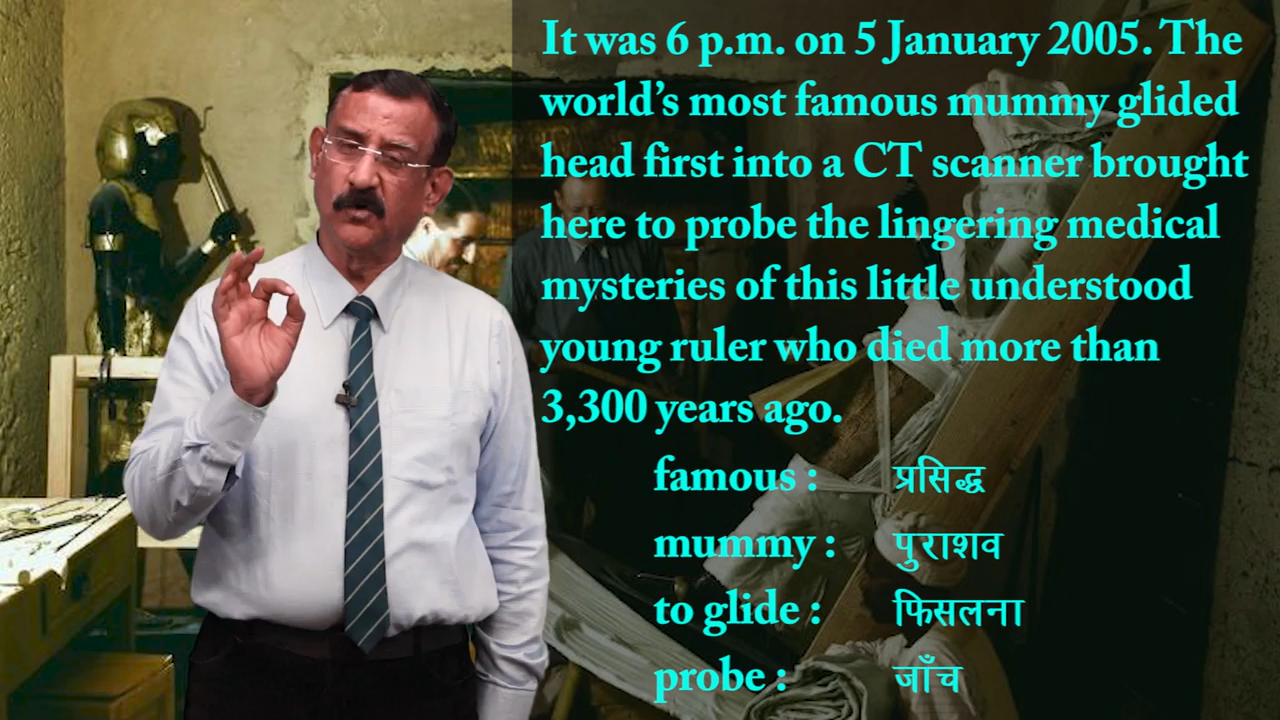 It was 6 p.m. on 5 January 2005. The
world's most famous mummy glided
head first into a CT scanner brought
here to probe the lingering medical
mysteries of this little understood
young ruler who died more than
3,300 years ago.
famous : प्रसिद्ध
mummy : पुराशव
to glide : फिसलना
probe : जाँच